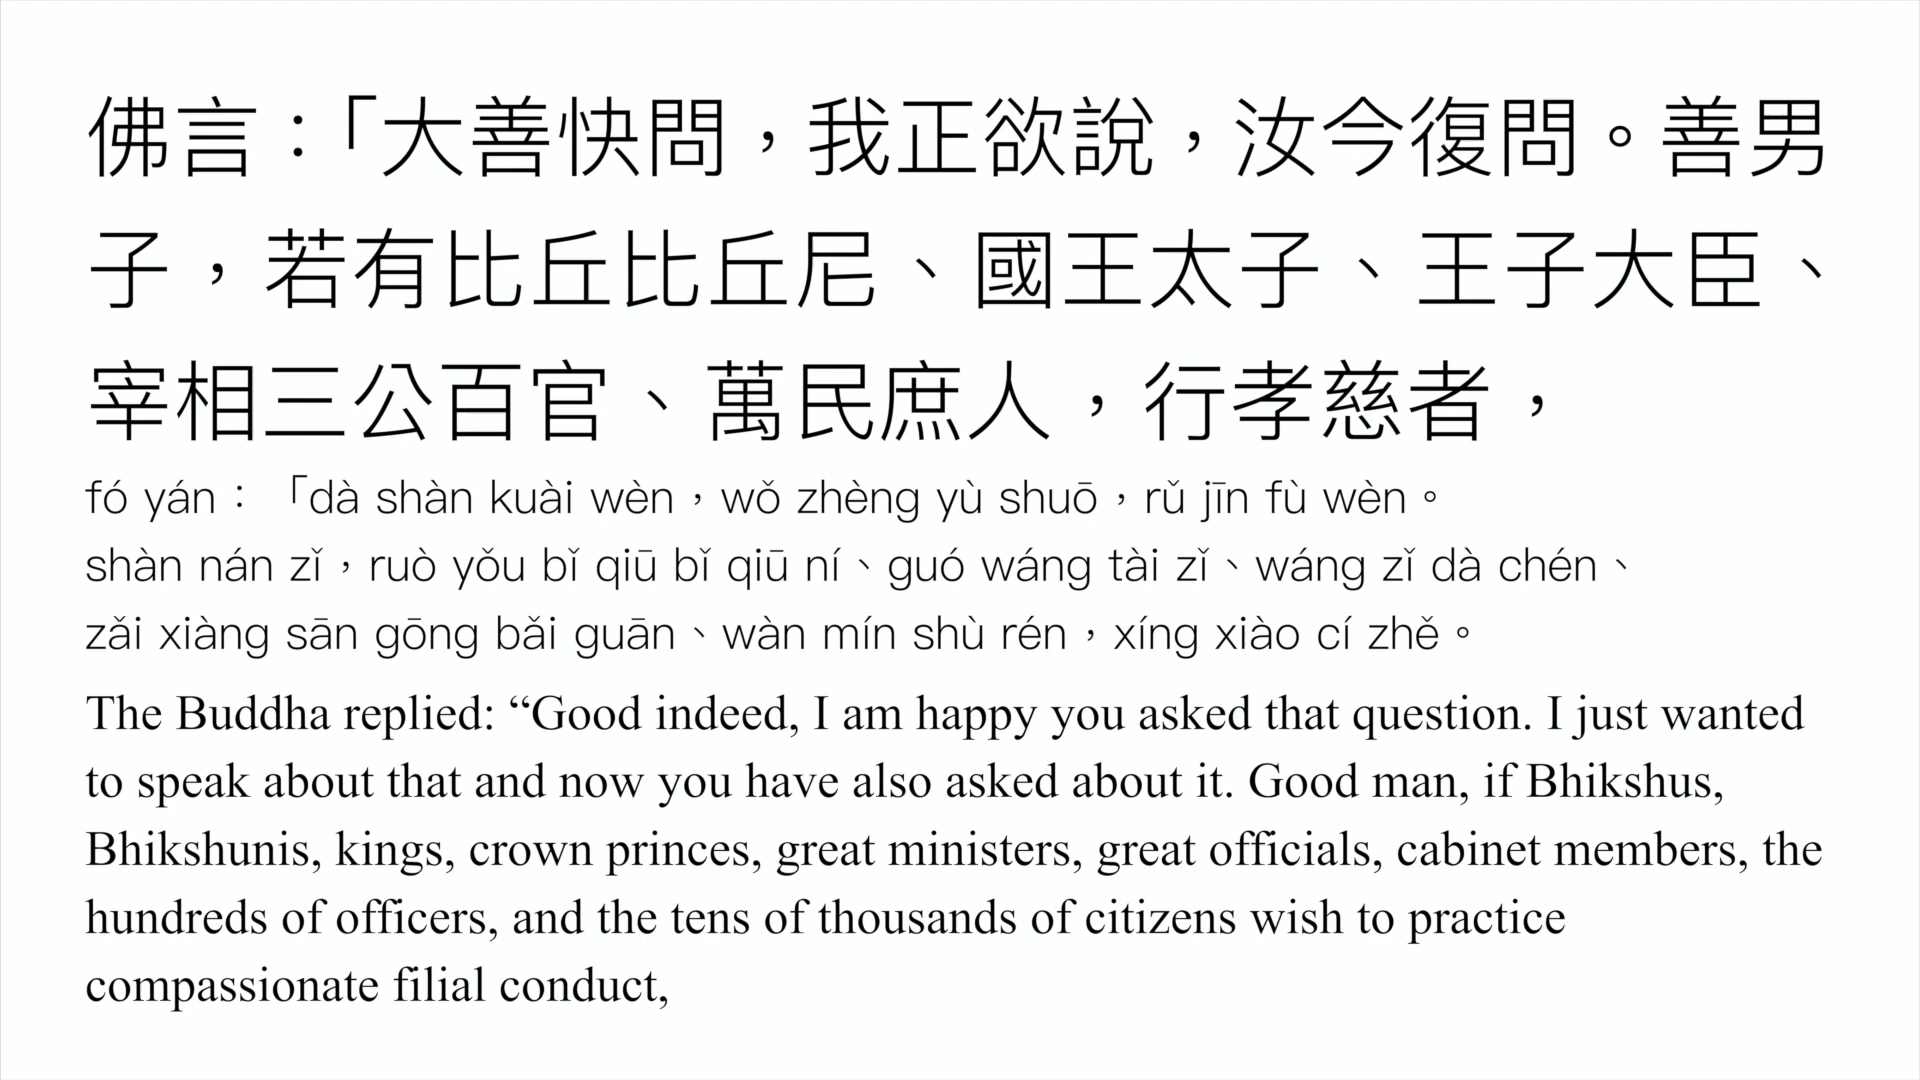 佛言：「大善快問，我正欲說，汝今復問。善男
子，若有比丘比丘尼、國王太子、王子大臣、
宰相三公百官、萬民庶人，行孝慈者，
fó yán：「dà shàn kuài wèn，wǒ zhèng yù shuō，rǔ jīn fù wèn。
shàn nán zǐ，ruò yǒu bǐ qiū bǐ qiū ní、guó wáng tài zǐ、wáng zǐ dà chén、
zǎi xiàng sān gōng bǎi guān、wàn mín shù rén，xíng xiào cí zhě。
The Buddha replied: “Good indeed, I am happy you asked that question. I just wanted
to speak about that and now you have also asked about it. Good man, if Bhikshus,
Bhikshunis, kings, crown princes, great ministers, great officials, cabinet members, the
hundreds of officers, and the tens of thousands of citizens wish to practice
compassionate filial conduct,